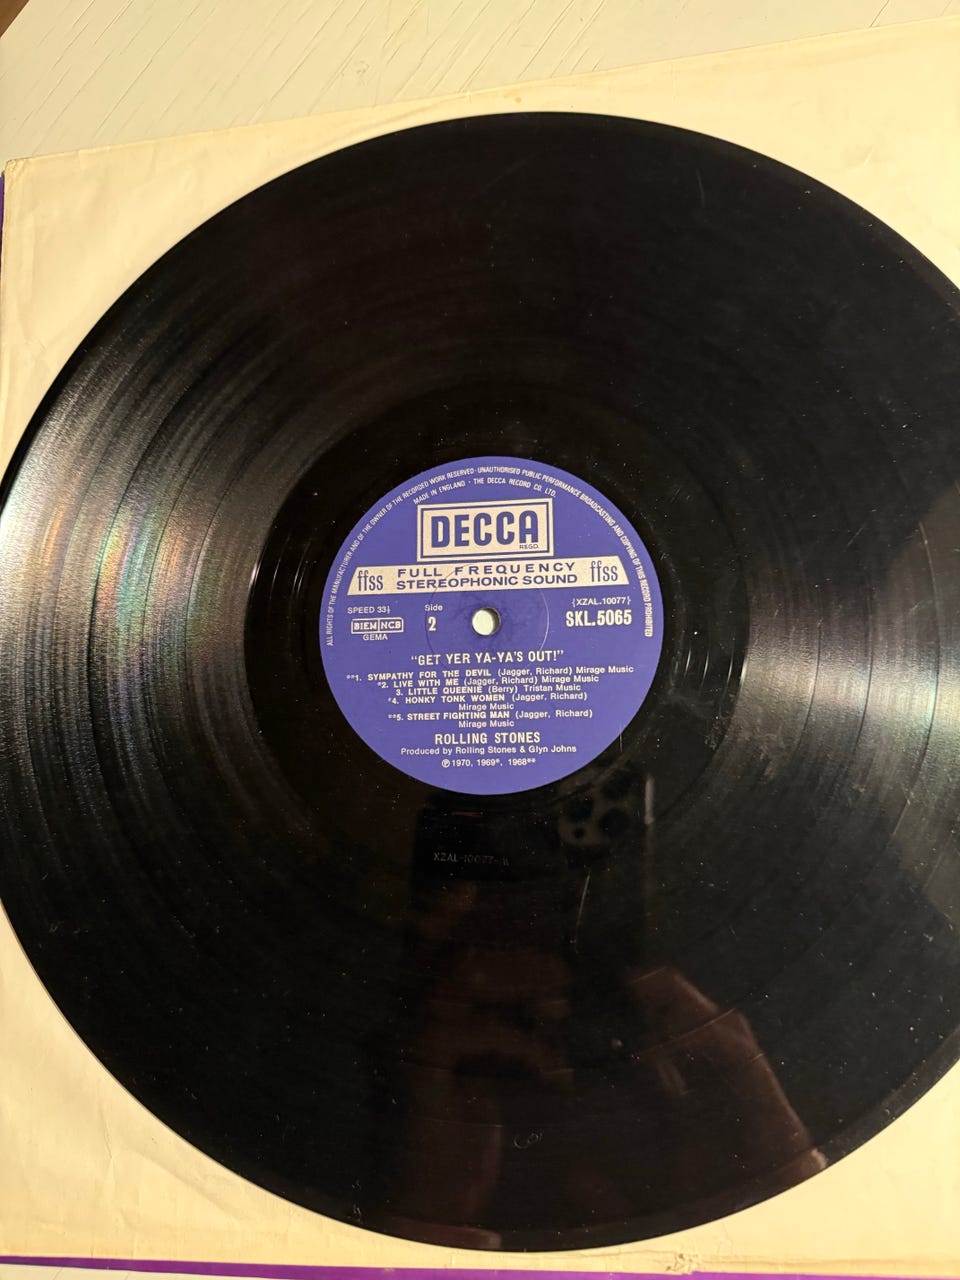 ALL RIGHTS OF THE MANUFACTURER AND OF THE OWNER OF THE RECORDED WORK RESERVED · UNAUTHORISED PUBLIC PERFORMANCE BROADCASTING AND COPYING OF THIS RECORD PROHIBITED
MADE IN ENGLAND · THE DECCA RECORD CO. LTD.
DECCA
REGD.
ffss FULL FREQUENCY STEREOPHONIC SOUND ffss
SPEED 33⅓ Side {XZAL.10077}
BIEM NCB 2 SKL.5065
GEMA
"GET YER YA-YA'S OUT!"
**1. SYMPATHY FOR THE DEVIL (Jagger, Richard) Mirage Music
*2. LIVE WITH ME (Jagger, Richard) Mirage Music
3. LITTLE QUEENIE (Berry) Tristan Music
*4. HONKY TONK WOMEN (Jagger, Richard)
Mirage Music
**5. STREET FIGHTING MAN (Jagger, Richard)
Mirage Music
ROLLING STONES
Produced by Rolling Stones & Glyn Johns
℗ 1970, 1969*, 1968**